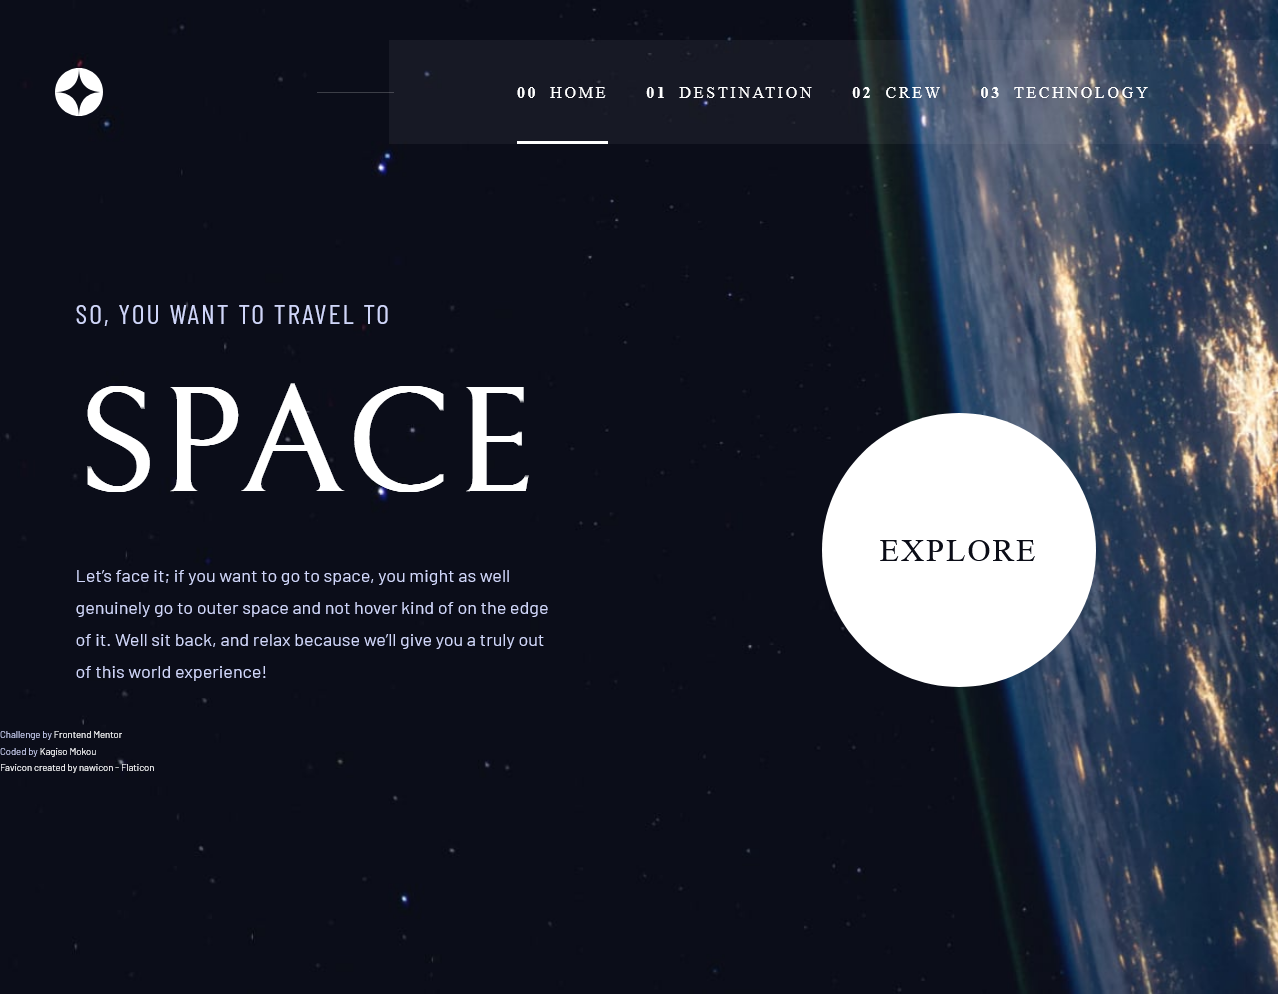 00 HOME 01 DESTINATION 02 CREW 03 TECHNOLOGY
SO, YOU WANT TO TRAVEL TO
SPACE
Let’s face it; if you want to go to space, you might as well
genuinely go to outer space and not hover kind of on the edge
of it. Well sit back, and relax because we’ll give you a truly out
of this world experience!
EXPLORE
Challenge by Frontend Mentor
Coded by Kagiso Mokou
Favicon created by nawicon - Flaticon